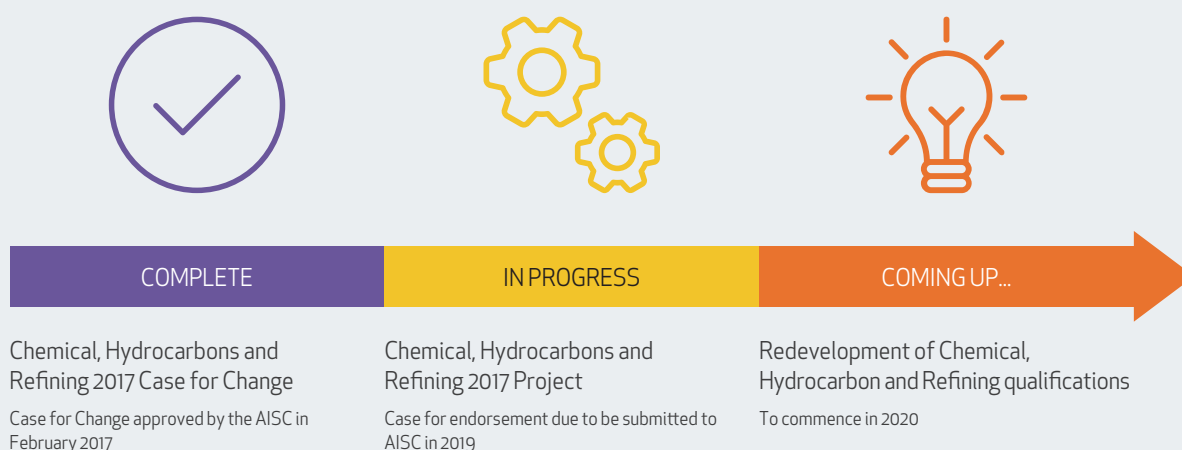 COMPLETE
IN PROGRESS
COMING UP...
Chemical, Hydrocarbons and
Refining 2017 Case for Change
Case for Change approved by the AISC in
February 2017
Chemical, Hydrocarbons and
Refining 2017 Project
Case for endorsement due to be submitted to
AISC in 2019
Redevelopment of Chemical,
Hydrocarbon and Refining qualifications
To commence in 2020